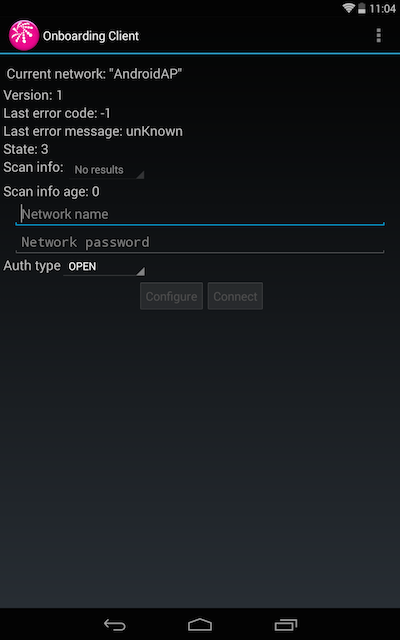 11:04
Onboarding Client
Current network: "AndroidAP"
Version: 1
Last error code: -1
Last error message: unKnown
State: 3
Scan info: No results
Scan info age: 0
Network name
Network password
Auth type OPEN
Configure Connect